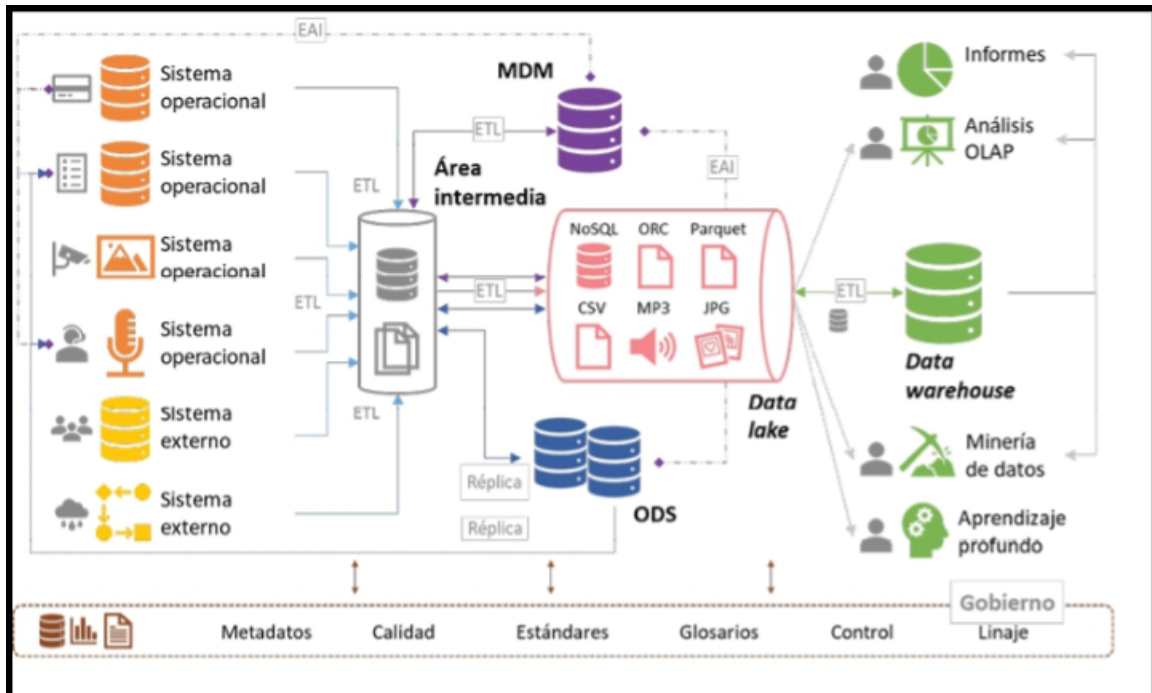 EAI
Sistema
operacional
MDM
Informes
ETL
Análisis
OLAP
Sistema
operacional
ETL
Área
intermedia
EAI
NoSQL ORC Parquet
Sistema
operacional
ETL
ETL
ETL
CSV MP3 JPG
Sistema
operacional
Data
warehouse
Data
lake
SIstema
externo
ETL
Minería
de datos
Réplica
Sistema
externo
ODS
Réplica
Aprendizaje
profundo
Gobierno
Metadatos Calidad Estándares Glosarios Control Linaje